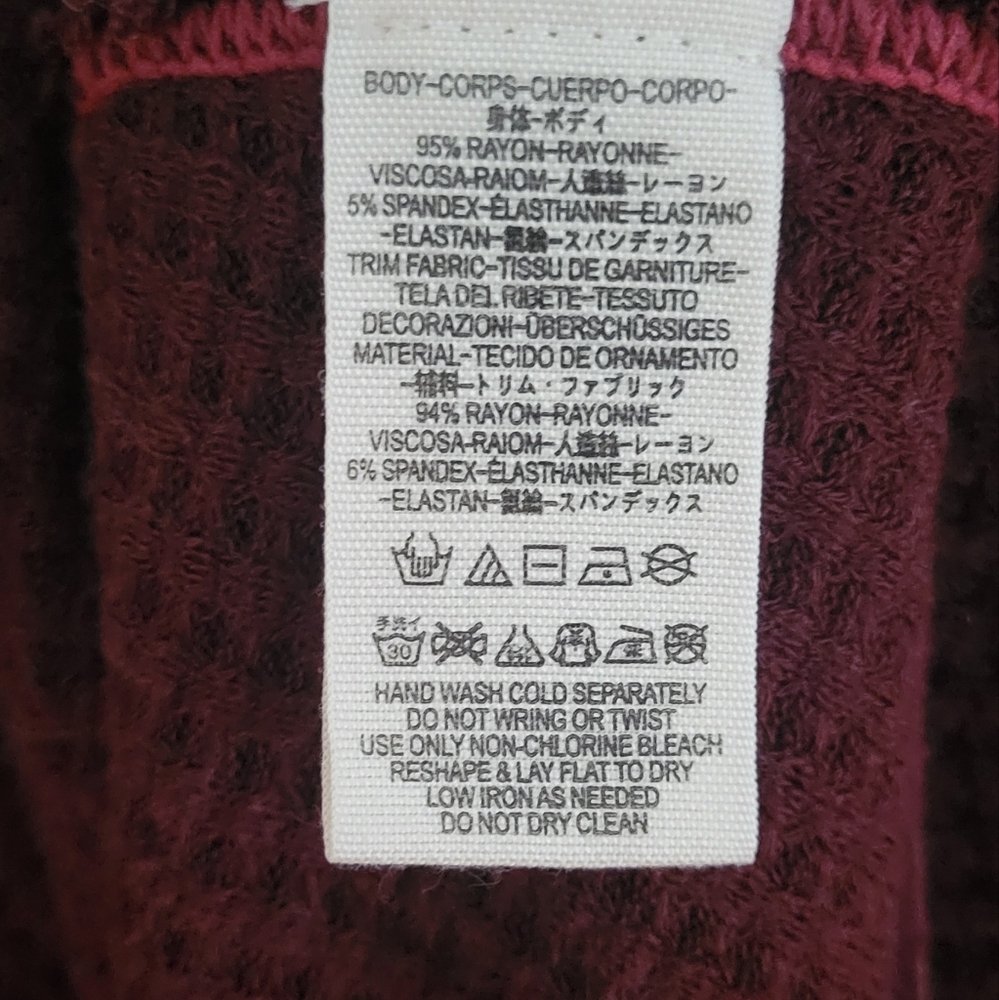 BODY-CORPS-CUERPO-CORPO-
身体-ボディ
95% RAYON-RAYONNE-
VISCOSA-RAIOM-人造絲-レーヨン
5% SPANDEX-ÉLASTHANNE-ELASTANO
-ELASTAN-氨綸-スパンデックス
TRIM FABRIC-TISSU DE GARNITURE-
TELA DEL RIBETE-TESSUTO
DECORAZIONI-ÜBERSCHÜSSIGES
MATERIAL-TECIDO DE ORNAMENTO
-輔料-トリム・ファブリック
94% RAYON-RAYONNE-
VISCOSA-RAIOM-人造絲-レーヨン
6% SPANDEX-ÉLASTHANNE-ELASTANO
-ELASTAN-氨綸-スパンデックス
手洗イ
30
HAND WASH COLD SEPARATELY
DO NOT WRING OR TWIST
USE ONLY NON-CHLORINE BLEACH
RESHAPE & LAY FLAT TO DRY
LOW IRON AS NEEDED
DO NOT DRY CLEAN